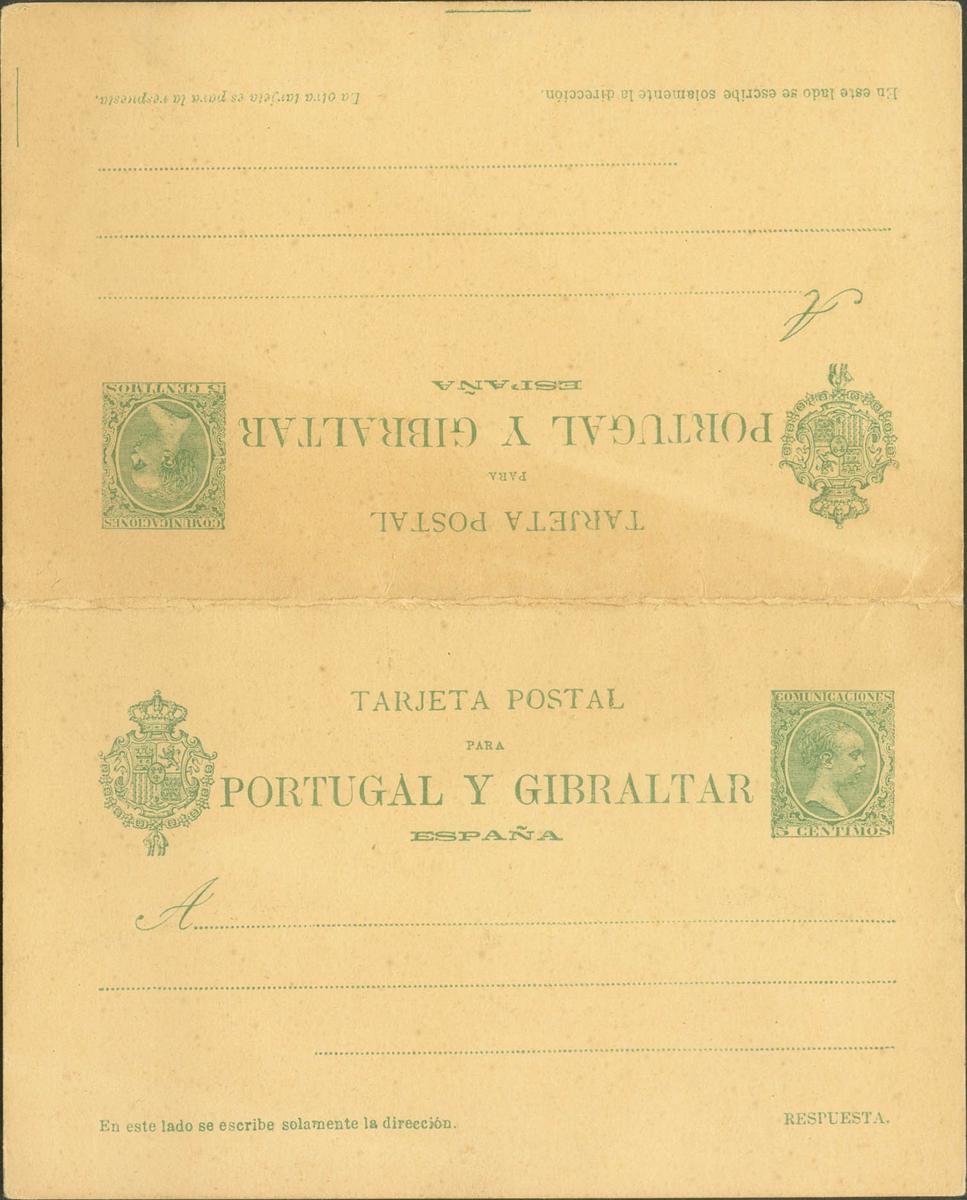 En este lado se escribe solamente la dirección.
La otra tarjeta es para la respuesta.
A
ESPAÑA
PORTUGAL Y GIBRALTAR
PARA
TARJETA POSTAL
5 CENTIMOS
COMUNICACIONES
TARJETA POSTAL
PARA
PORTUGAL Y GIBRALTAR
ESPAÑA
COMUNICACIONES
5 CENTIMOS
A
En este lado se escribe solamente la dirección.
RESPUESTA.